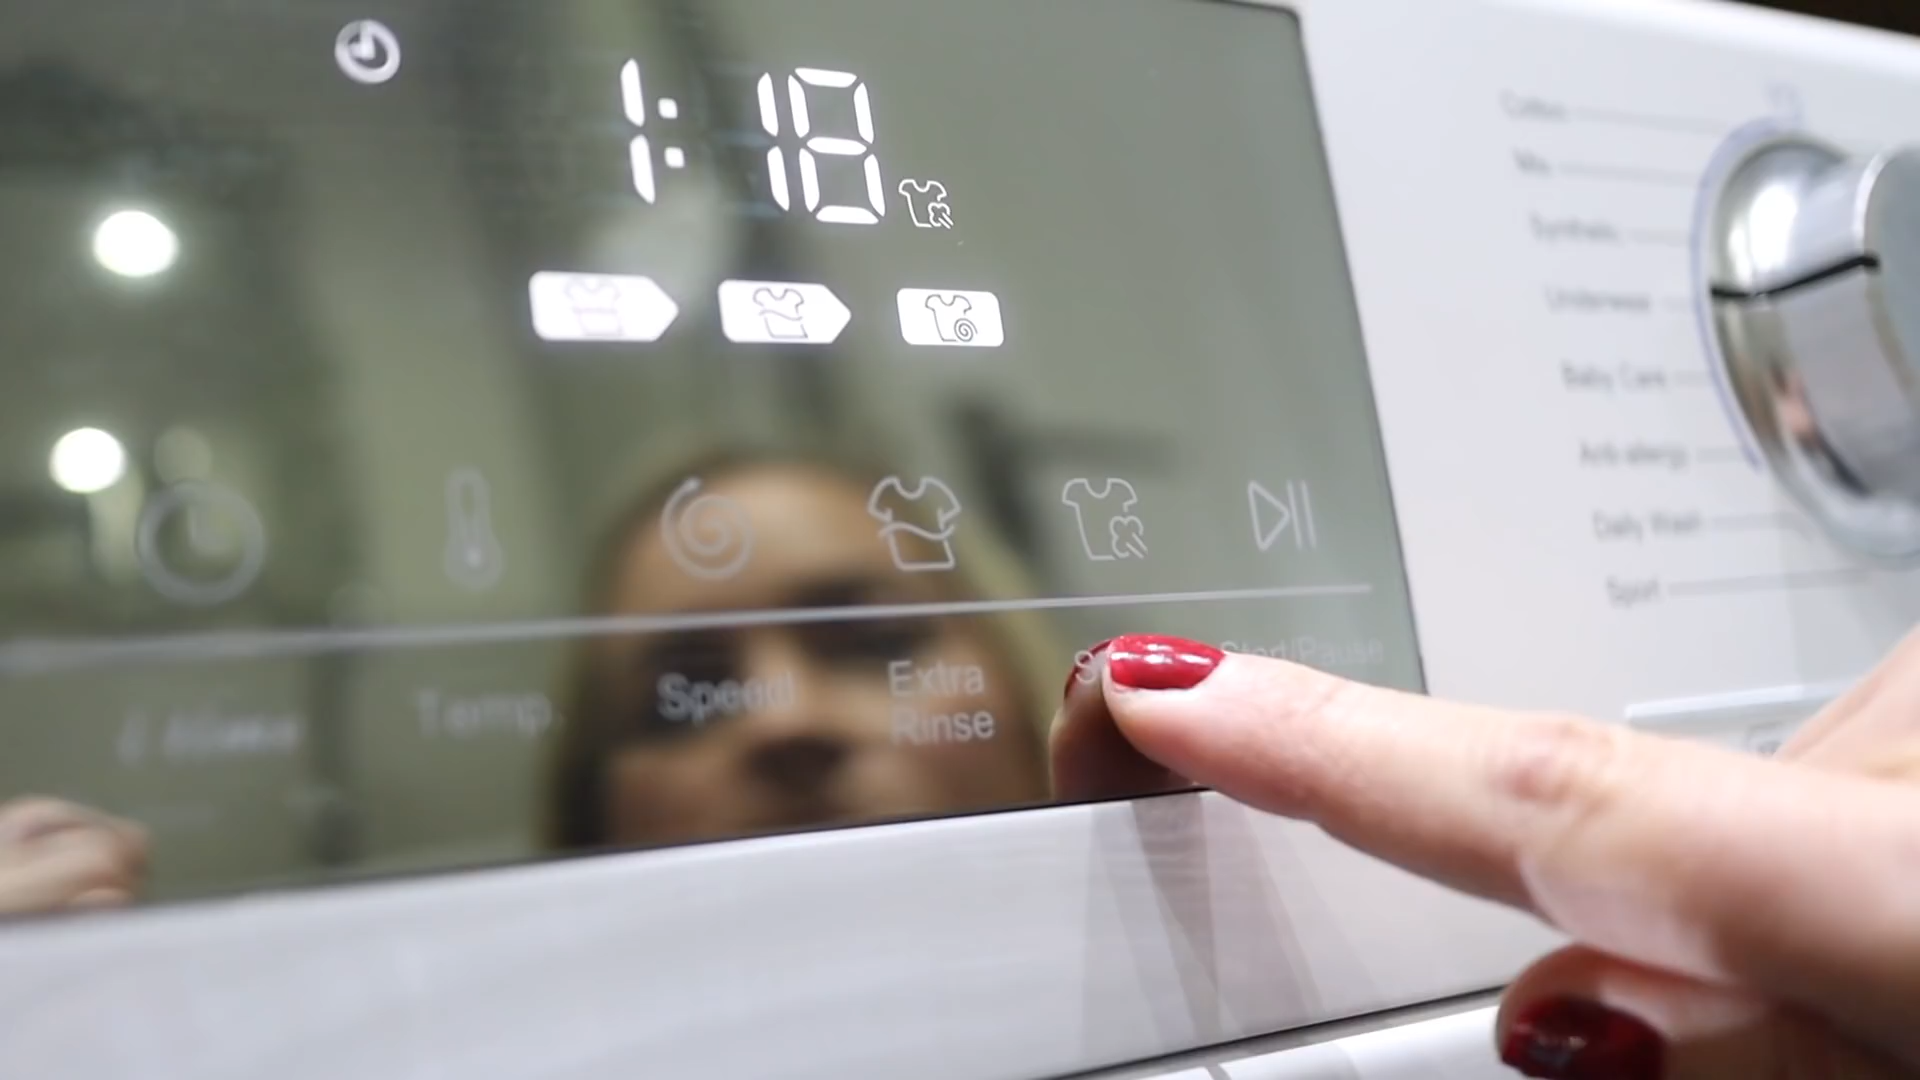 1:18
Temp.
Speed
Extra
Rinse
Start/Pause
Cotton
Mix
Synthetic
Underwear
Baby Care
Anti-allergy
Daily Wash
Sport